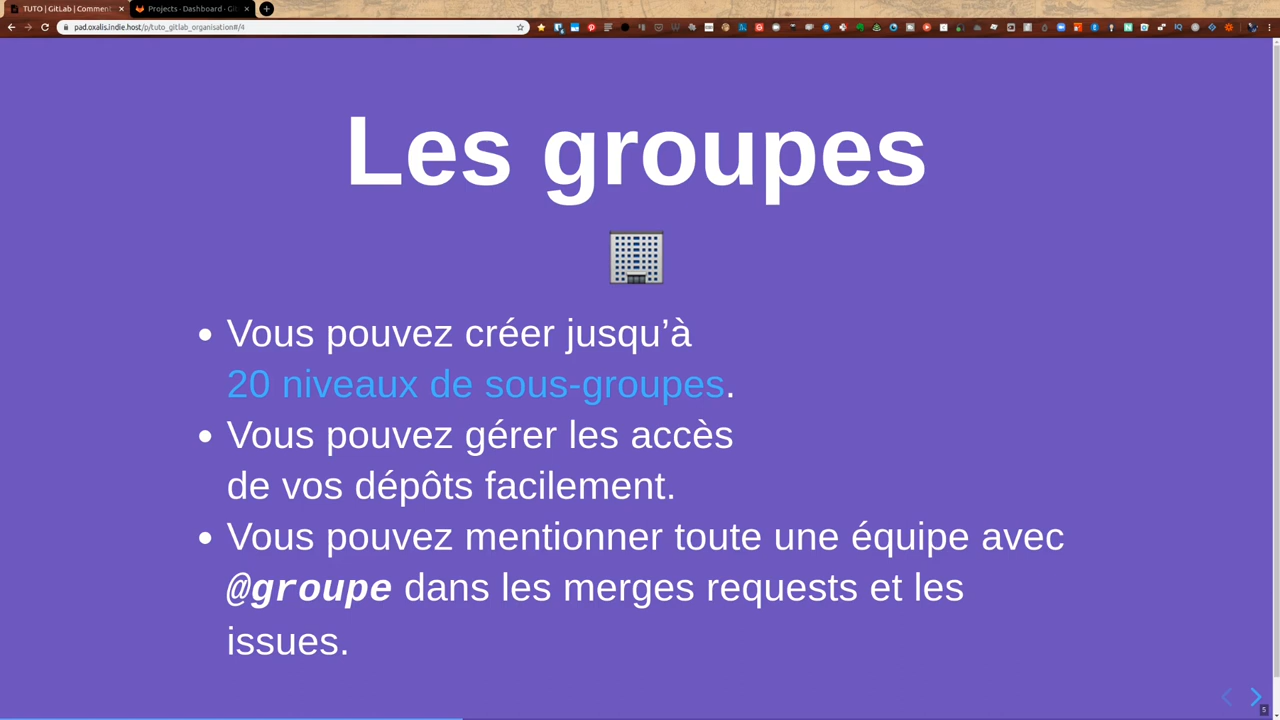 TUTO | GitLab | Comment
Projects · Dashboard · Gi
pad.oxalis.indie.host/p/tuto_gitlab_organisation#/4
Les groupes
Vous pouvez créer jusqu’à
20 niveaux de sous-groupes.
Vous pouvez gérer les accès
de vos dépôts facilement.
Vous pouvez mentionner toute une équipe avec
@groupe dans les merges requests et les
issues.
5